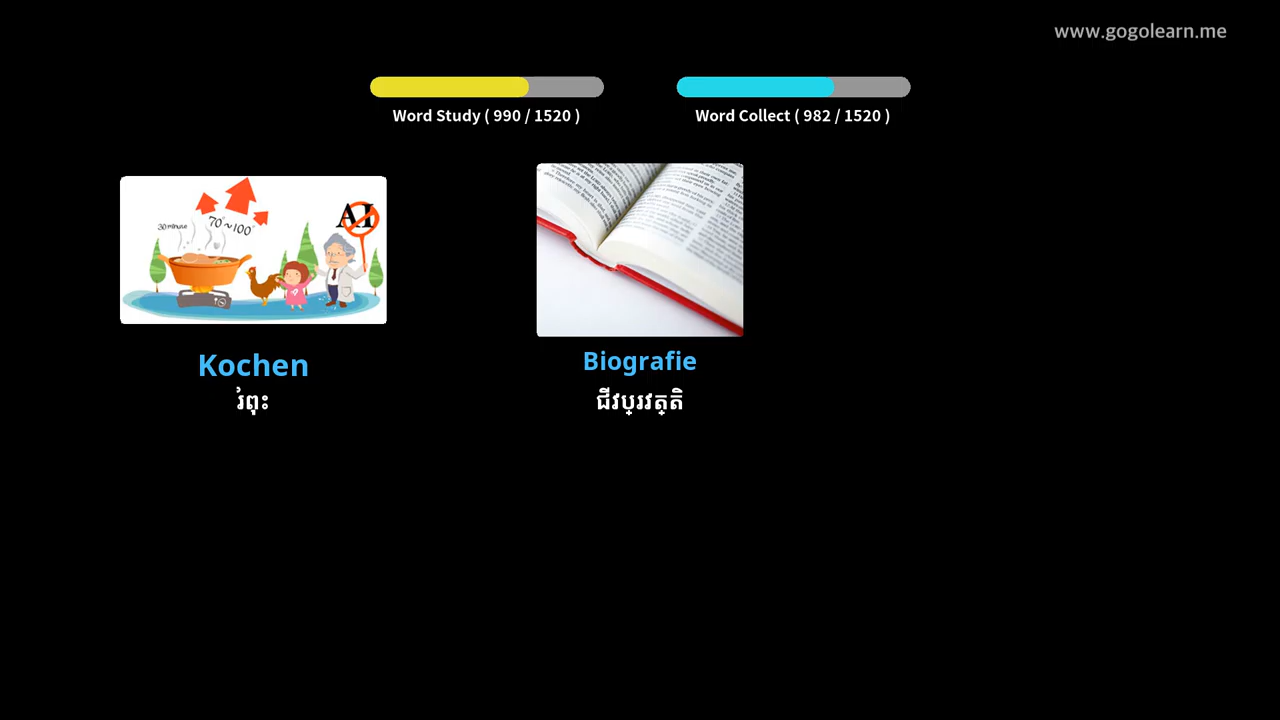 www.gogolearn.me
Word Study ( 990 / 1520 )
Word Collect ( 982 / 1520 )
30 minute
70°~100°
AI
Kochen
រំពុះ
Biografie
ជីវប្រវត្តិ